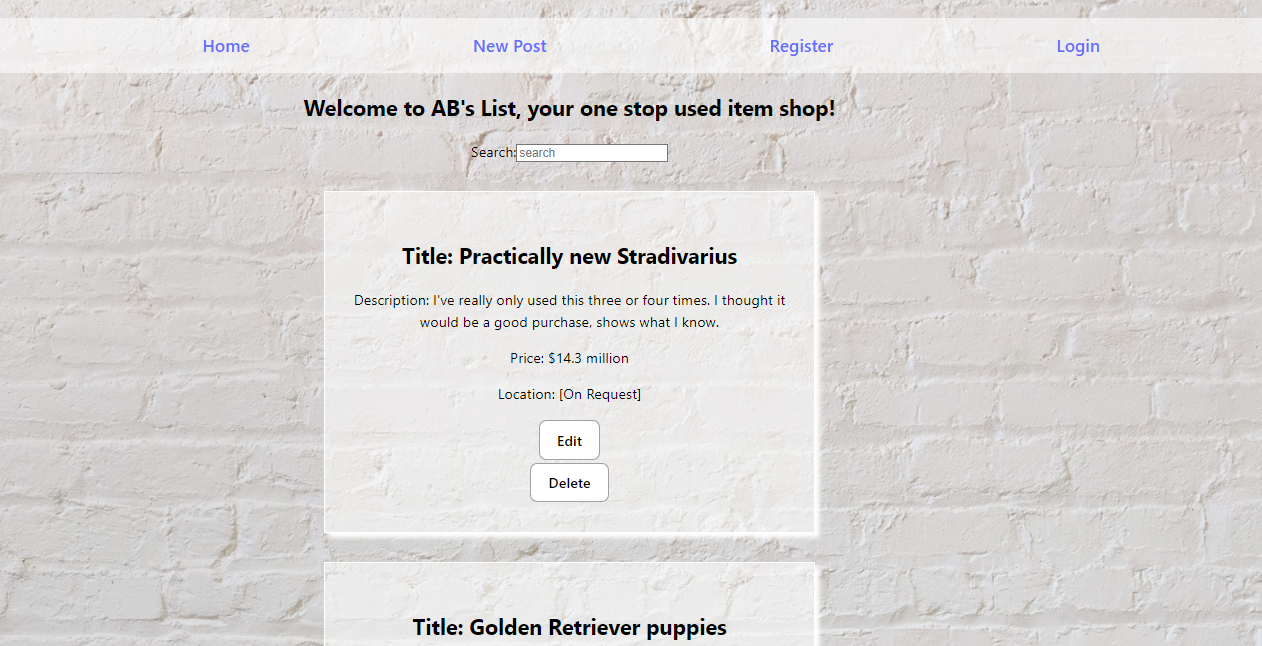 Home New Post Register Login
Welcome to AB's List, your one stop used item shop!
Search: search
Title: Practically new Stradivarius
Description: I've really only used this three or four times. I thought it
would be a good purchase, shows what I know.
Price: $14.3 million
Location: [On Request]
Edit
Delete
Title: Golden Retriever puppies